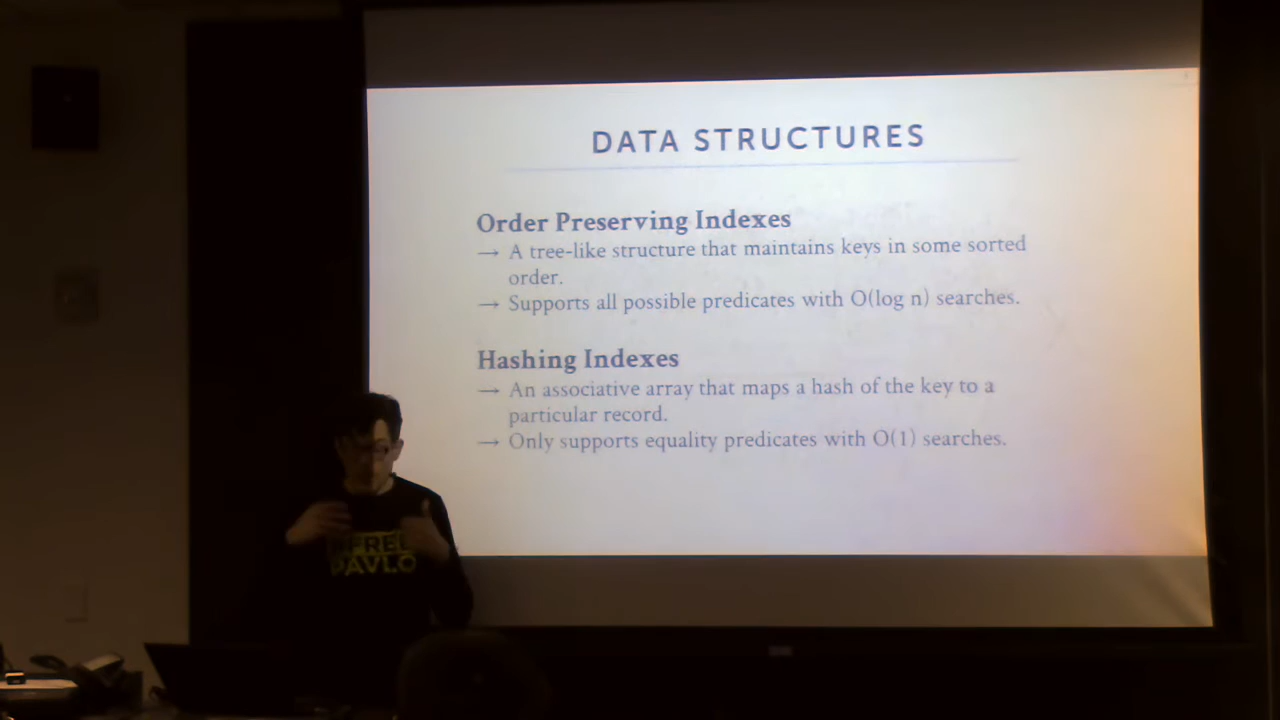 DATA STRUCTURES
Order Preserving Indexes
→ A tree-like structure that maintains keys in some sorted
order.
→ Supports all possible predicates with O(log n) searches.
Hashing Indexes
→ An associative array that maps a hash of the key to a
particular record.
→ Only supports equality predicates with O(1) searches.
#FREE
PAVLO